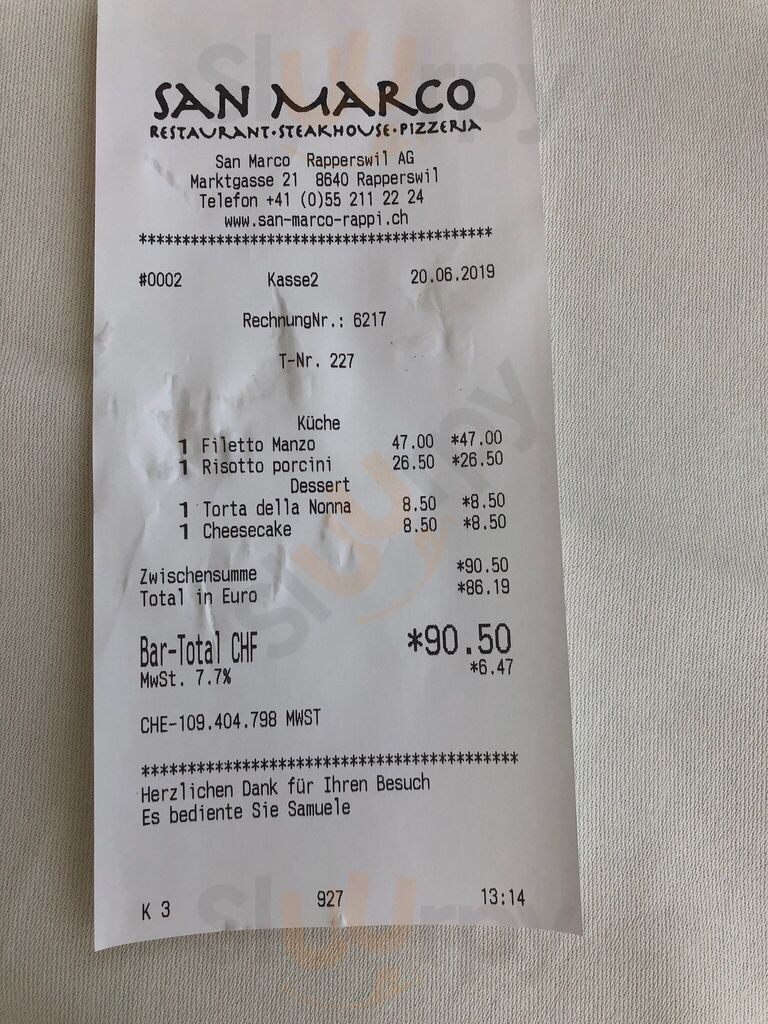 SAN MARCO
RESTAURANT·STEAKHOUSE·PIZZERIA
San Marco Rapperswil AG
Marktgasse 21 8640 Rapperswil
Telefon +41 (0)55 211 22 24
www.san-marco-rappi.ch
******************************************
#0002 Kasse2 20.06.2019
RechnungNr.: 6217
T-Nr. 227
Küche
1 Filetto Manzo 47.00 *47.00
1 Risotto porcini 26.50 *26.50
Dessert
1 Torta della Nonna 8.50 *8.50
1 Cheesecake 8.50 *8.50
Zwischensumme *90.50
Total in Euro *86.19
Bar-Total CHF *90.50
MwSt. 7.7% *6.47
CHE-109.404.798 MWST
******************************************
Herzlichen Dank für Ihren Besuch
Es bediente Sie Samuele
K 3 927 13:14
Sluurpy
Sluurpy
Sluurpy